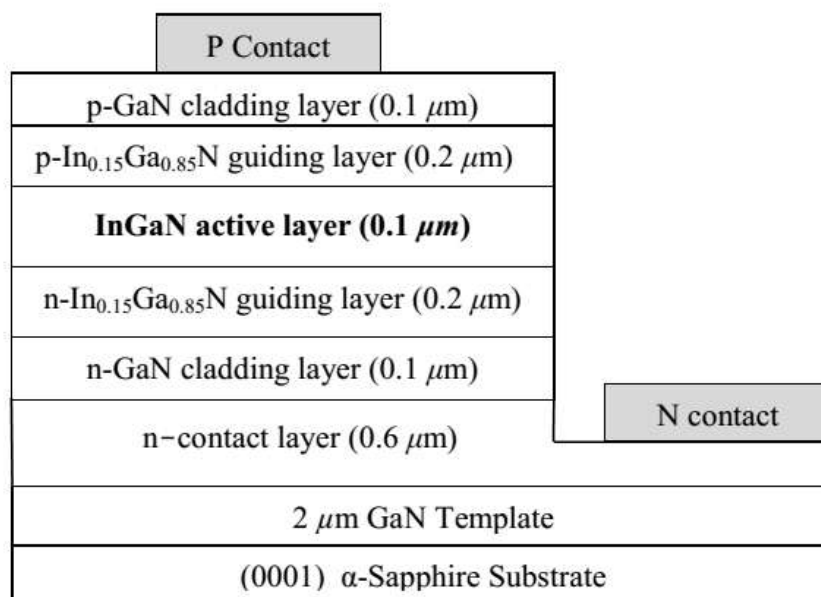 P Contact
p-GaN cladding layer (0.1 μm)
p-In₀.₁₅Ga₀.₈₅N guiding layer (0.2 μm)
InGaN active layer (0.1 μm)
n-In₀.₁₅Ga₀.₈₅N guiding layer (0.2 μm)
n-GaN cladding layer (0.1 μm)
N contact
n-contact layer (0.6 μm)
2 μm GaN Template
(0001) α-Sapphire Substrate